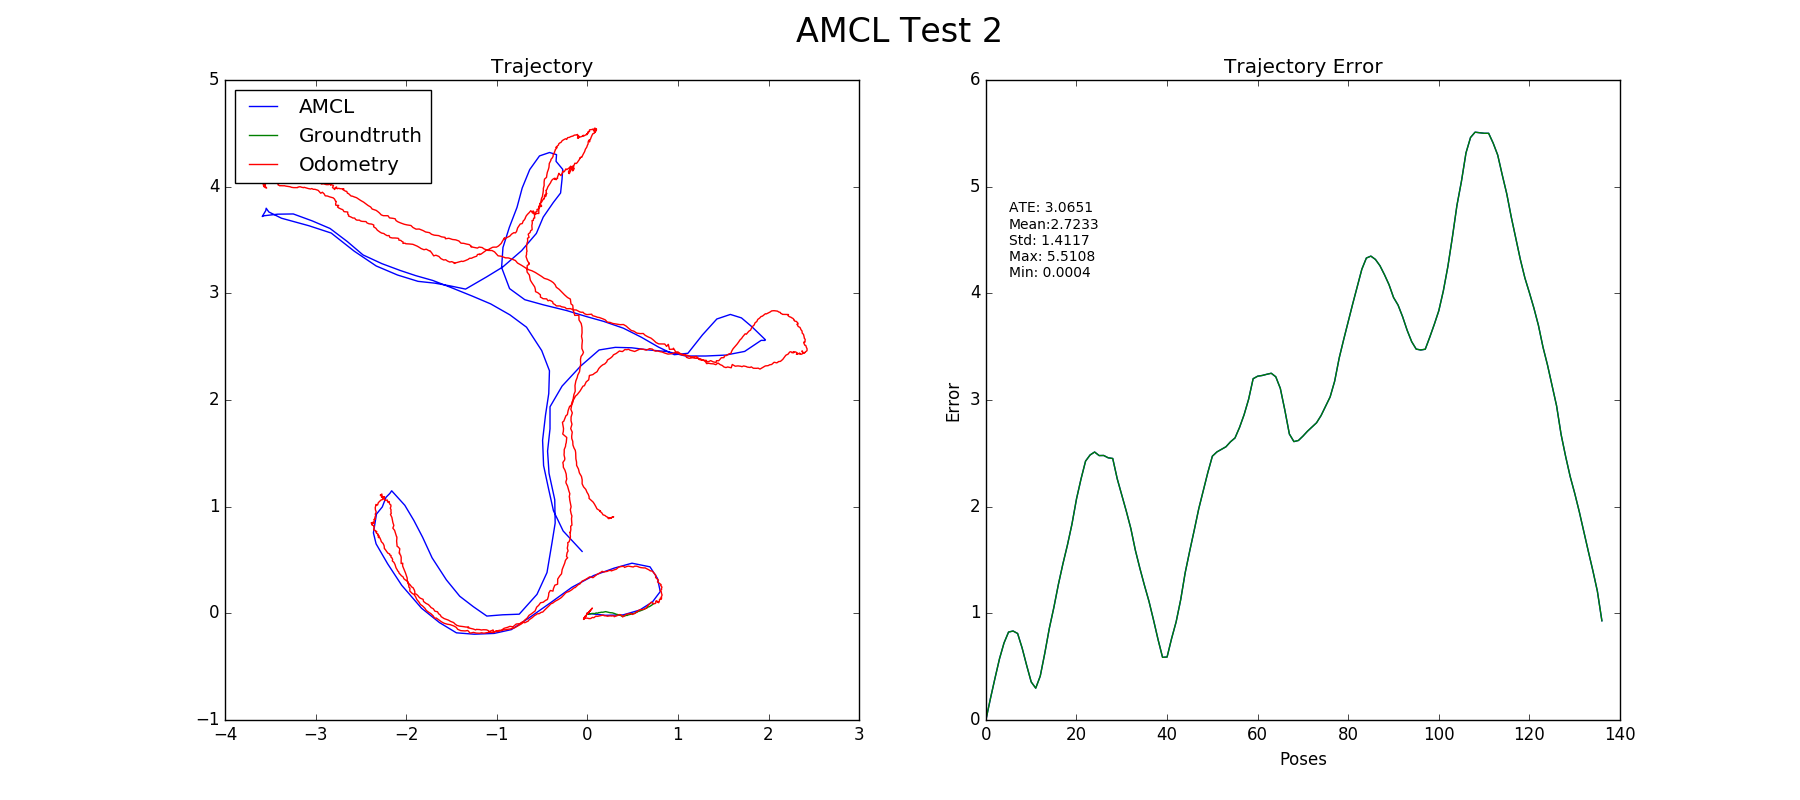 AMCL Test 2
Trajectory
AMCL
Groundtruth
Odometry
5
4
3
2
1
0
−1
−4
−3
−2
−1
0
1
2
3
Trajectory Error
ATE: 3.0651
Mean:2.7233
Std: 1.4117
Max: 5.5108
Min: 0.0004
Error
6
5
4
3
2
1
0
0
20
40
60
80
100
120
140
Poses